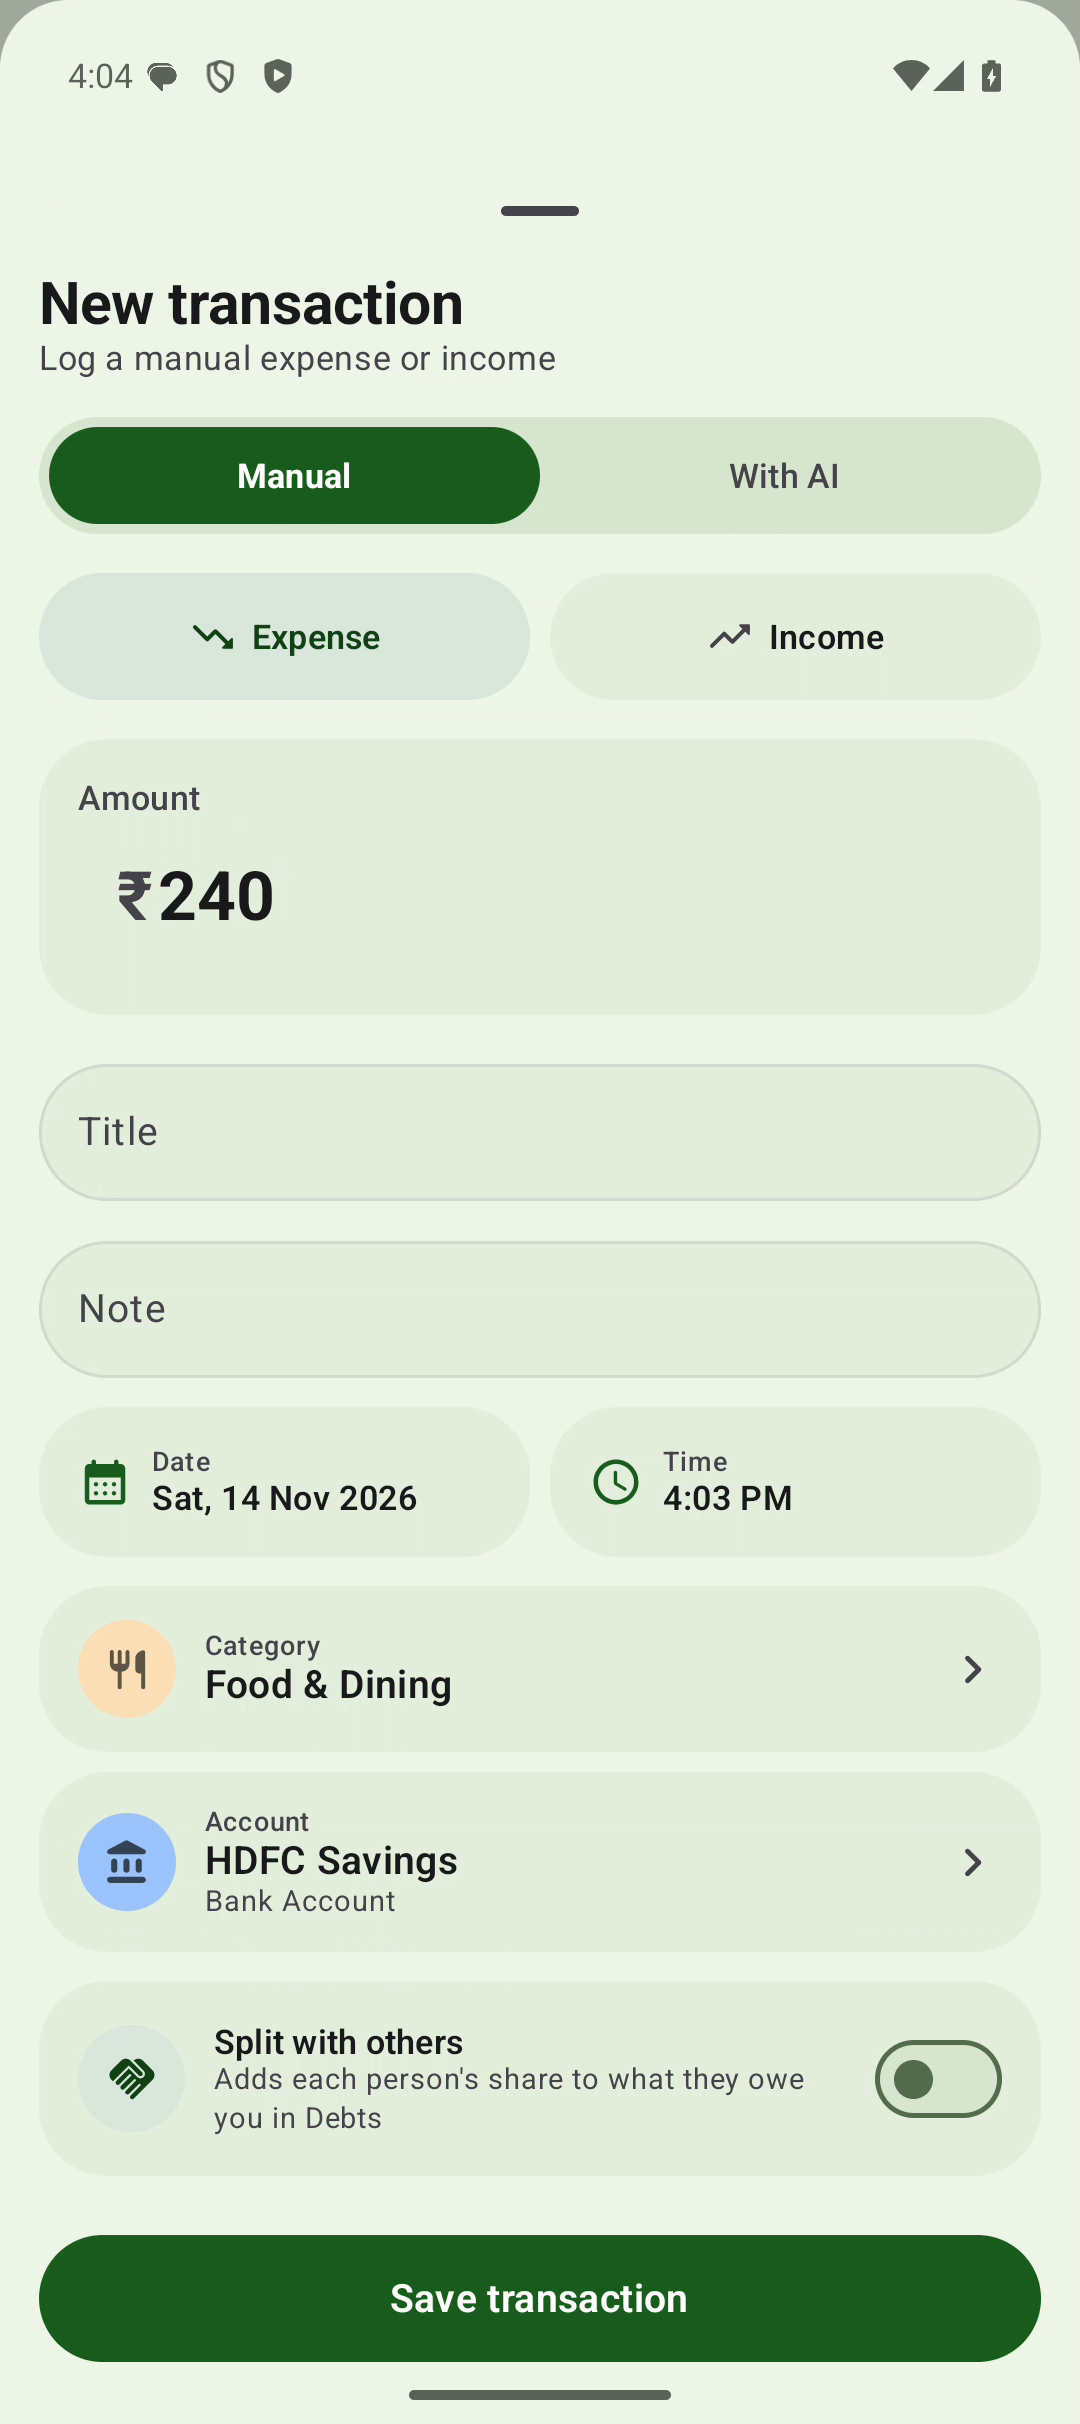 4:04
New transaction
Log a manual expense or income
Manual
With AI
Expense
Income
Amount
₹240
Title
Note
Date
Sat, 14 Nov 2026
Time
4:03 PM
Category
Food & Dining
Account
HDFC Savings
Bank Account
Split with others
Adds each person's share to what they owe
you in Debts
Save transaction